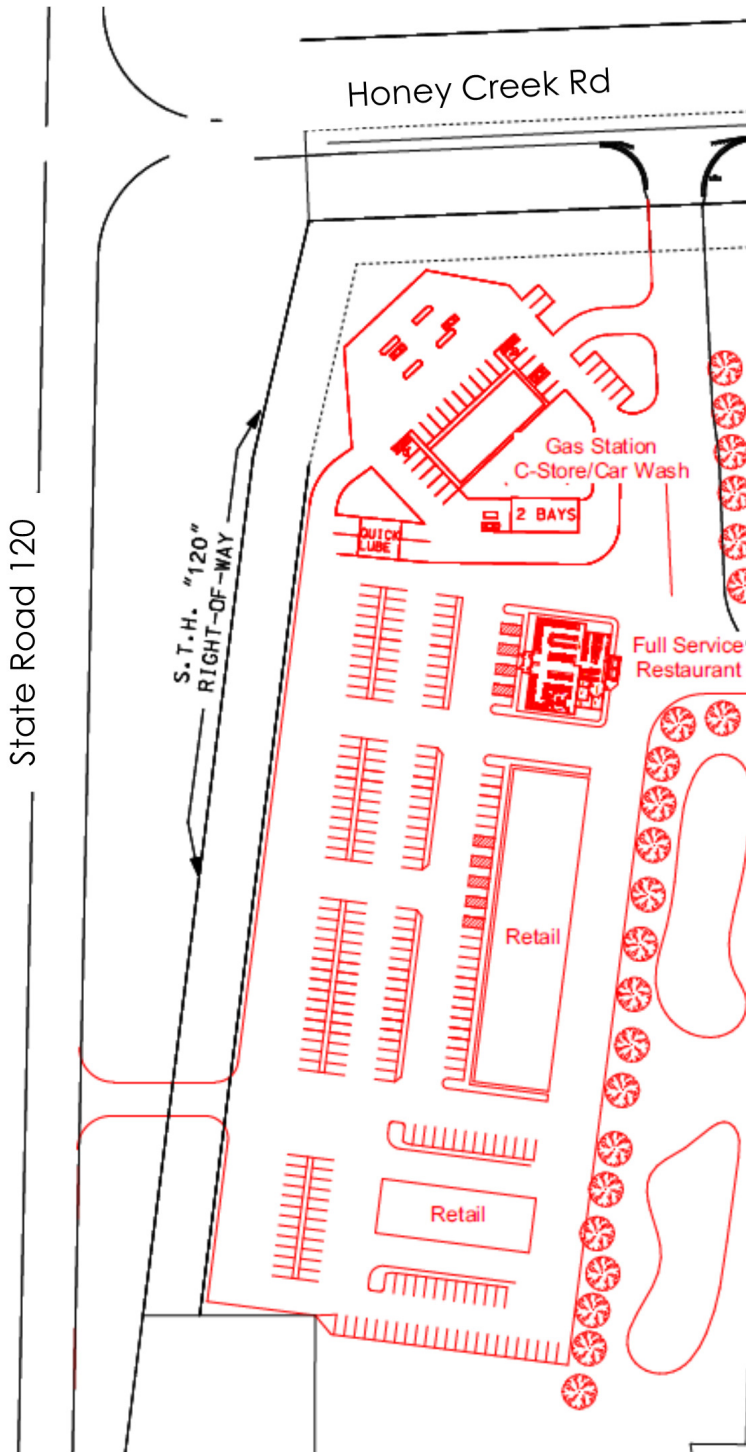 Honey Creek Rd
State Road 120
S.T.H. "120"
RIGHT-OF-WAY
Gas Station
C-Store/Car Wash
2 BAYS
QUICK
LUBE
Full Service
Restaurant
Retail
Retail